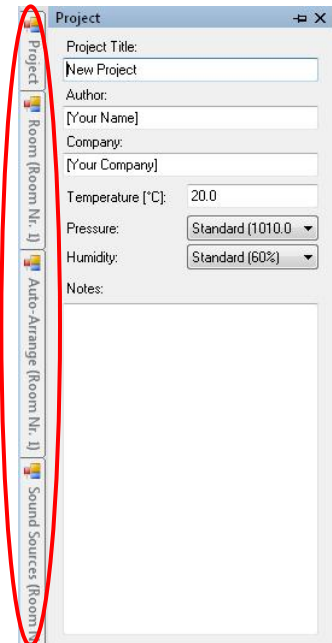 Project
Room (Room Nr. 1)
Auto-Arrange (Room Nr. 1)
Sound Sources (Room
Project
Project Title:
New Project
Author:
[Your Name]
Company:
[Your Company]
Temperature [°C]: 20.0
Pressure: Standard (1010.0
Humidity: Standard (60%)
Notes: